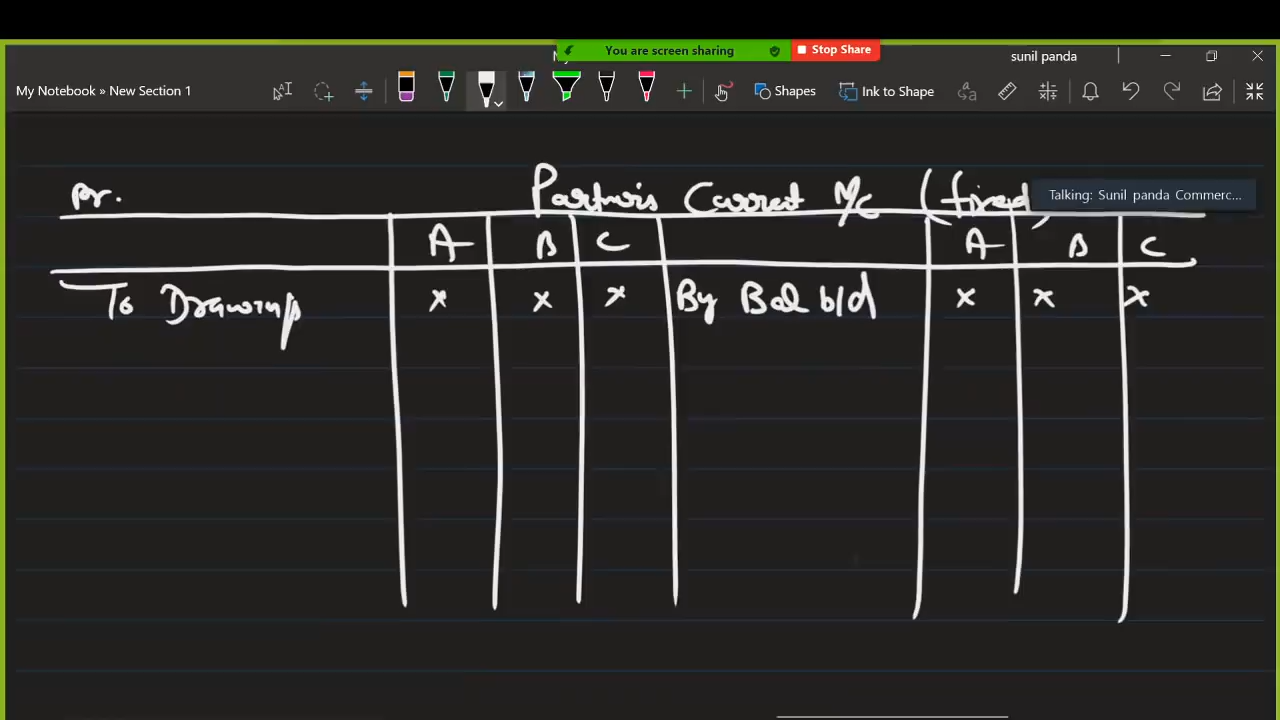 You are screen sharing
Stop Share
sunil panda
My Notebook » New Section 1
Shapes
Ink to Shape
Talking: Sunil panda Commerc...
Dr. Partner's Current A/c (fixed)
A B C A B C
To Drawings x x x By Bal b/d x x x